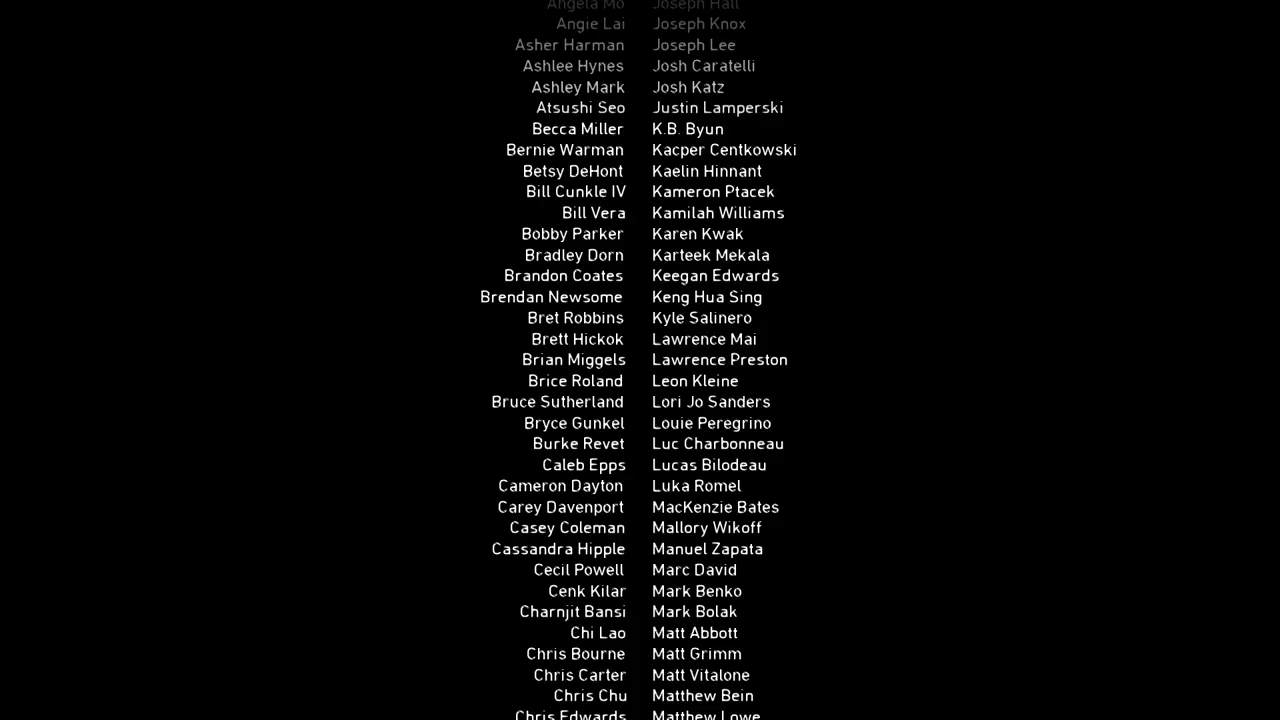 Angela Mo Joseph Hall
Angie Lai Joseph Knox
Asher Harman Joseph Lee
Ashlee Hynes Josh Caratelli
Ashley Mark Josh Katz
Atsushi Seo Justin Lamperski
Becca Miller K.B. Byun
Bernie Warman Kacper Centkowski
Betsy DeHont Kaelin Hinnant
Bill Cunkle IV Kameron Ptacek
Bill Vera Kamilah Williams
Bobby Parker Karen Kwak
Bradley Dorn Karteek Mekala
Brandon Coates Keegan Edwards
Brendan Newsome Keng Hua Sing
Bret Robbins Kyle Salinero
Brett Hickok Lawrence Mai
Brian Miggels Lawrence Preston
Brice Roland Leon Kleine
Bruce Sutherland Lori Jo Sanders
Bryce Gunkel Louie Peregrino
Burke Revet Luc Charbonneau
Caleb Epps Lucas Bilodeau
Cameron Dayton Luka Romel
Carey Davenport MacKenzie Bates
Casey Coleman Mallory Wikoff
Cassandra Hipple Manuel Zapata
Cecil Powell Marc David
Cenk Kilar Mark Benko
Charnjit Bansi Mark Bolak
Chi Lao Matt Abbott
Chris Bourne Matt Grimm
Chris Carter Matt Vitalone
Chris Chu Matthew Bein
Chris Edwards Matthew Lowe